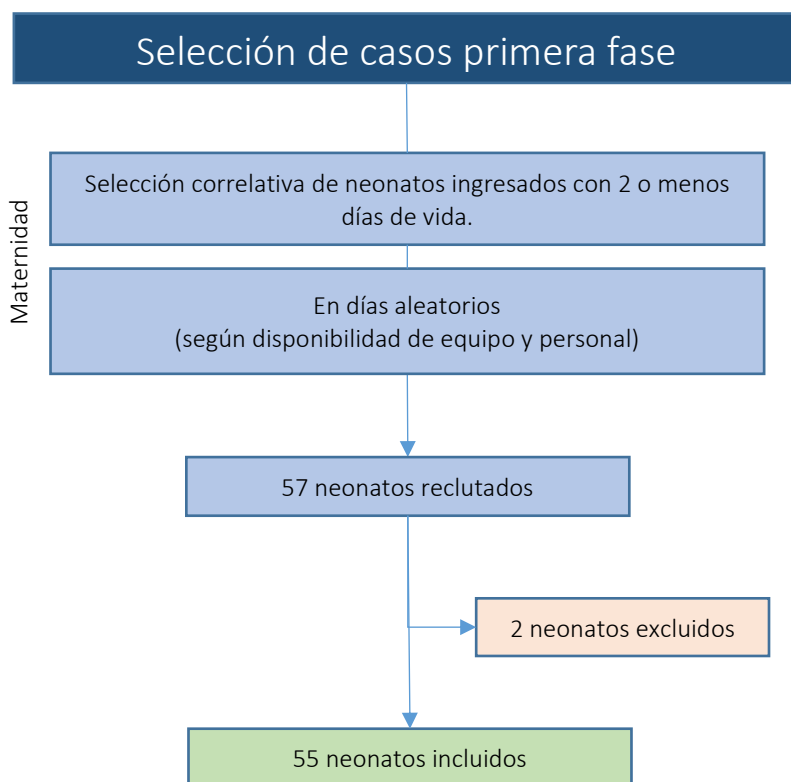 Selección de casos primera fase
Maternidad
Selección correlativa de neonatos ingresados con 2 o menos
días de vida.
En días aleatorios
(según disponibilidad de equipo y personal)
57 neonatos reclutados
2 neonatos excluidos
55 neonatos incluidos